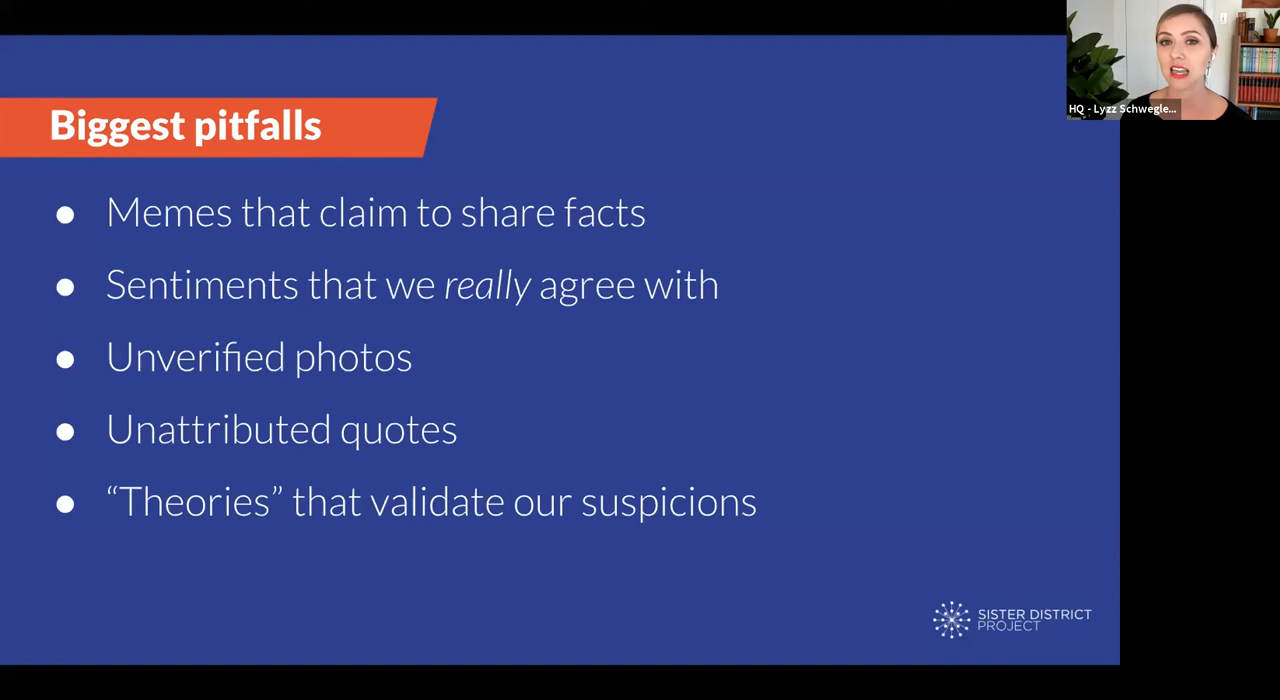 HQ - Lyzz Schwegle...
Biggest pitfalls
● Memes that claim to share facts
● Sentiments that we really agree with
● Unverified photos
● Unattributed quotes
● “Theories” that validate our suspicions
SISTER DISTRICT
PROJECT